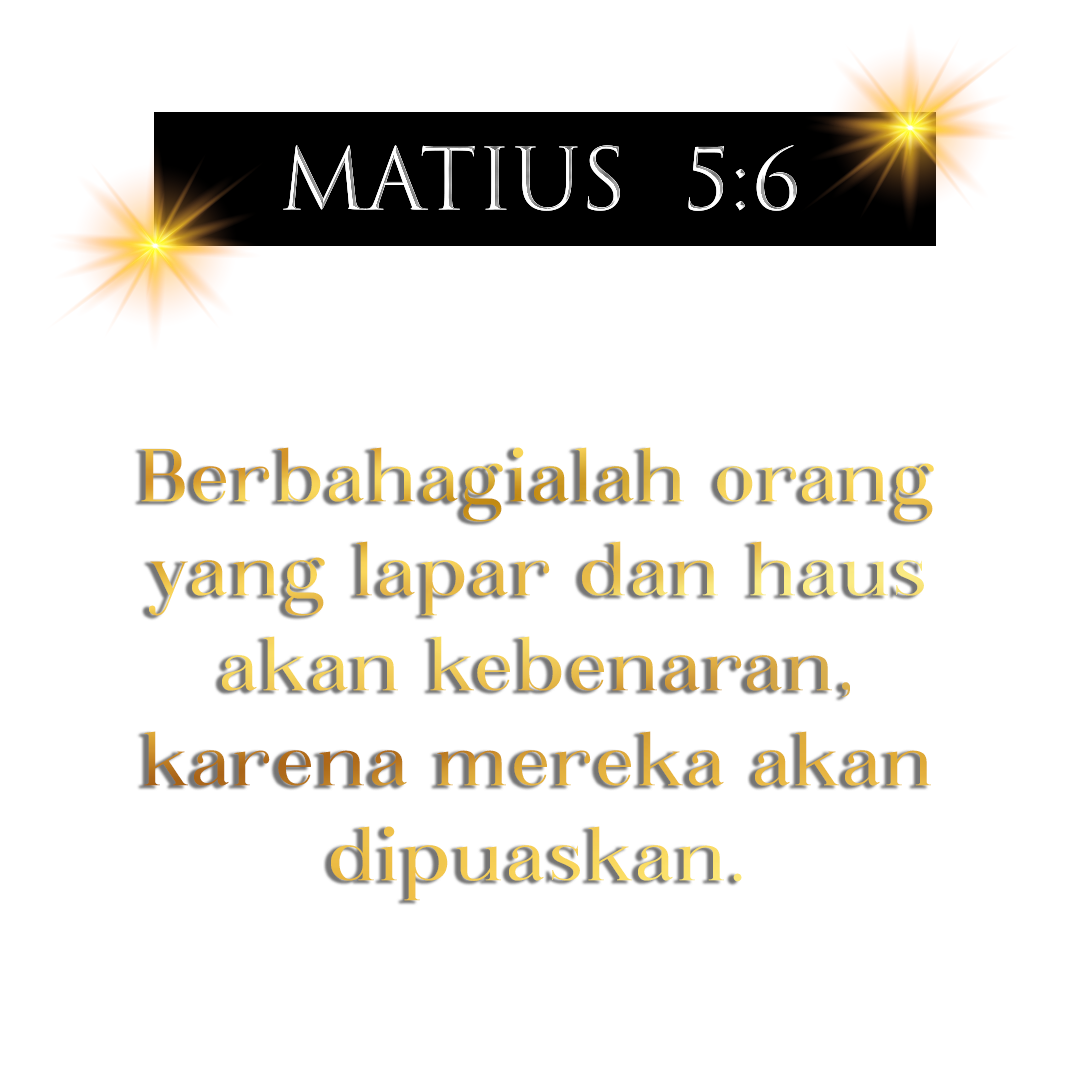 MATIUS 5:6
Berbahagialah orang
yang lapar dan haus
akan kebenaran,
karena mereka akan
dipuaskan.